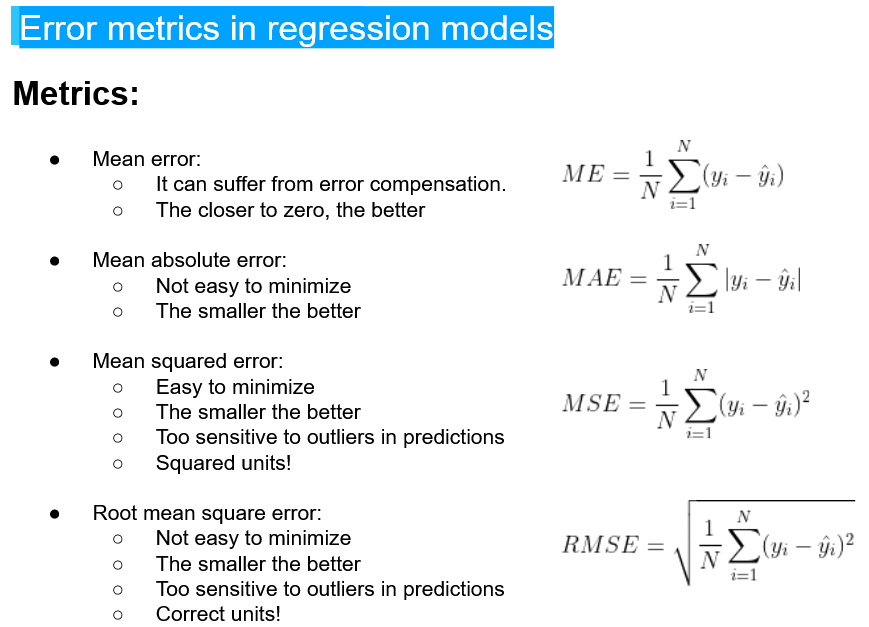 Error metrics in regression models
Metrics:
● Mean error:
○ It can suffer from error compensation.
○ The closer to zero, the better
ME = \frac{1}{N} \sum_{i=1}^{N} (y_i - \hat{y}_i)
● Mean absolute error:
○ Not easy to minimize
○ The smaller the better
MAE = \frac{1}{N} \sum_{i=1}^{N} |y_i - \hat{y}_i|
● Mean squared error:
○ Easy to minimize
○ The smaller the better
○ Too sensitive to outliers in predictions
○ Squared units!
MSE = \frac{1}{N} \sum_{i=1}^{N} (y_i - \hat{y}_i)^2
● Root mean square error:
○ Not easy to minimize
○ The smaller the better
○ Too sensitive to outliers in predictions
○ Correct units!
RMSE = \sqrt{\frac{1}{N} \sum_{i=1}^{N} (y_i - \hat{y}_i)^2}